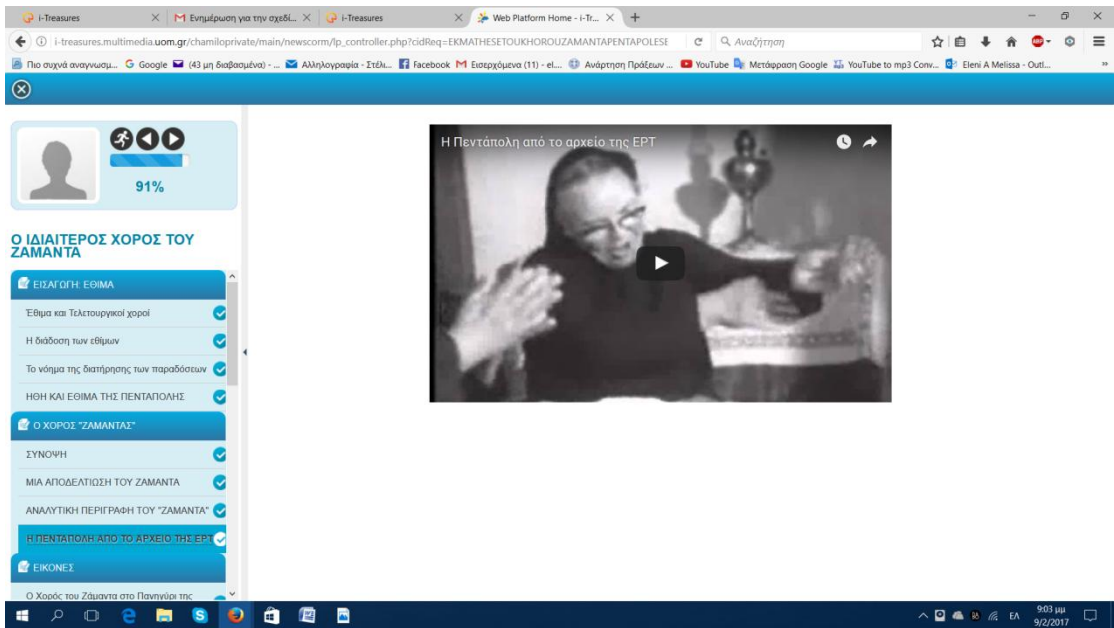 i-Treasures
Ενημέρωση για την σχεδί...
i-Treasures
Web Platform Home - i-Tr...
i-treasures.multimedia.uom.gr/chamiloprivate/main/newscorm/lp_controller.php?cidReq=EKMATHESETOUKHOROUZAMANTAPENTAPOLESE
Αναζήτηση
Πιο συχνά αναγνωσμ...
Google
(43 μη διαβασμένα) - ...
Αλληλογραφία - Στέλι...
Facebook
Εισερχόμενα (11) - el...
Ανάρτηση Πράξεων ...
YouTube
Μετάφραση Google
YouTube to mp3 Conv...
Eleni A Melissa - Outl...
91%
Ο ΙΔΙΑΙΤΕΡΟΣ ΧΟΡΟΣ ΤΟΥ
ΖΑΜΑΝΤΑ
ΕΙΣΑΓΩΓΗ: ΕΘΙΜΑ
Έθιμα και Τελετουργικοί χοροί
Η διάδοση των εθίμων
Το νόημα της διατήρησης των παραδόσεων
ΗΘΗ ΚΑΙ ΕΘΙΜΑ ΤΗΣ ΠΕΝΤΑΠΟΛΗΣ
Ο ΧΟΡΟΣ "ΖΑΜΑΝΤΑΣ"
ΣΥΝΟΨΗ
ΜΙΑ ΑΠΟΔΕΛΤΙΩΣΗ ΤΟΥ ΖΑΜΑΝΤΑ
ΑΝΑΛΥΤΙΚΗ ΠΕΡΙΓΡΑΦΗ ΤΟΥ "ΖΑΜΑΝΤΑ"
Η ΠΕΝΤΑΠΟΛΗ ΑΠΟ ΤΟ ΑΡΧΕΙΟ ΤΗΣ ΕΡΤ
ΕΙΚΟΝΕΣ
Ο Χορός του Ζάμαντα στο Πανηγύρι της
Η Πεντάπολη από το αρχείο της ΕΡΤ
ΕΛ
9:03 μμ
9/2/2017